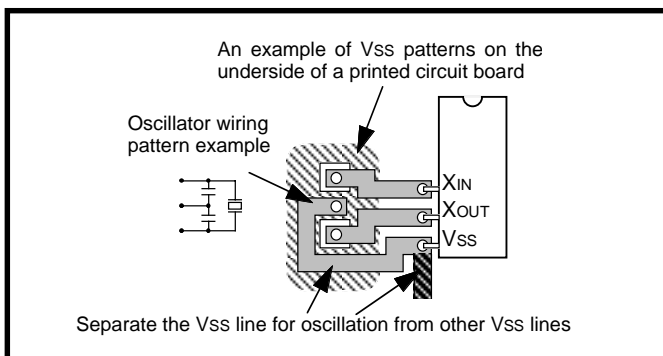 An example of VSS patterns on the
underside of a printed circuit board
Oscillator wiring
pattern example
XIN
XOUT
VSS
Separate the VSS line for oscillation from other VSS lines